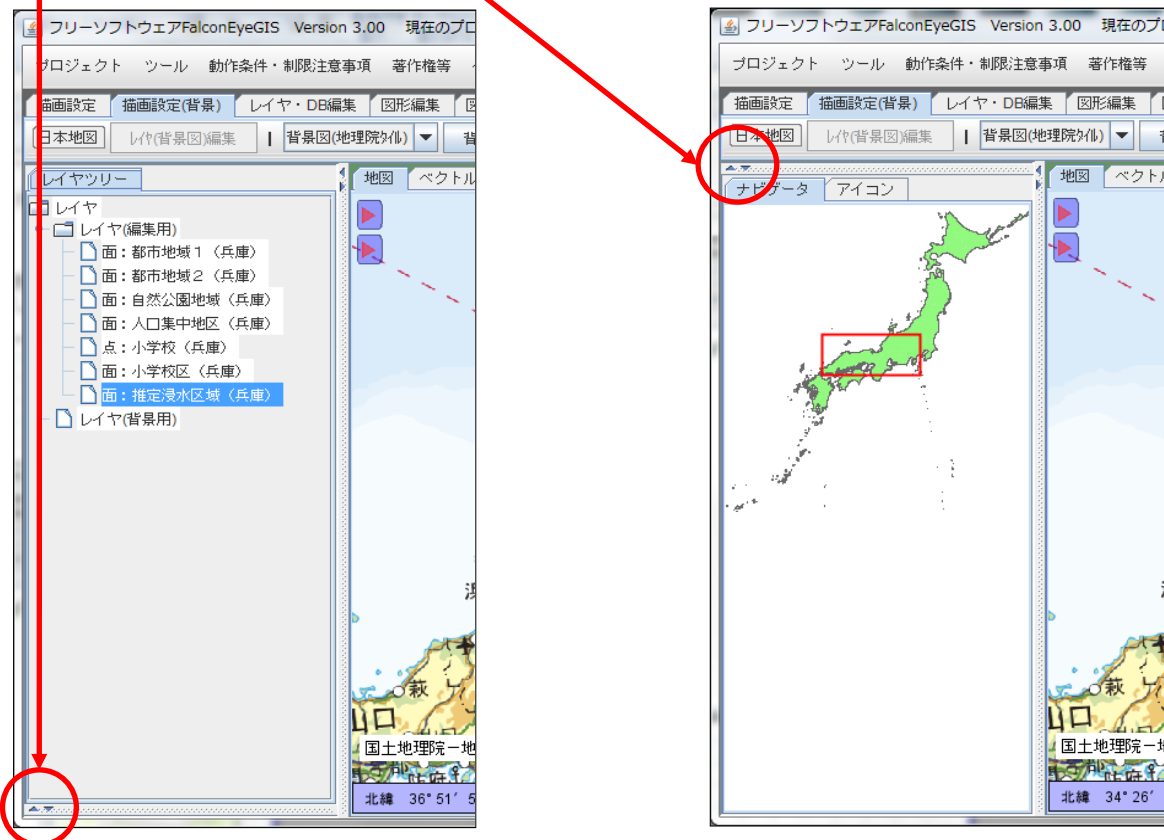 フリーソフトウェアFalconEyeGIS Version 3.00 現在のプロ
プロジェクト ツール 動作条件・制限注意事項 著作権等
描画設定 描画設定(背景) レイヤ・DB編集 図形編集
日本地図 レイヤ(背景図)編集 背景図(地理院タイル)
レイヤツリー
地図 ベクトル
レイヤ
レイヤ(編集用)
面：都市地域１（兵庫）
面：都市地域２（兵庫）
面：自然公園地域（兵庫）
面：人口集中地区（兵庫）
点：小学校（兵庫）
面：小学校区（兵庫）
面：推定浸水区域（兵庫）
レイヤ(背景用)
萩
山口
国土地理院－地
防府
北緯 36°51′5
フリーソフトウェアFalconEyeGIS Version 3.00 現在のプロ
プロジェクト ツール 動作条件・制限注意事項 著作権等
描画設定 描画設定(背景) レイヤ・DB編集 図形編集
日本地図 レイヤ(背景図)編集 背景図(地理院タイル)
ナビゲータ アイコン
地図 ベクトル
萩
山口
国土地理院－地
防府
北緯 34°26′